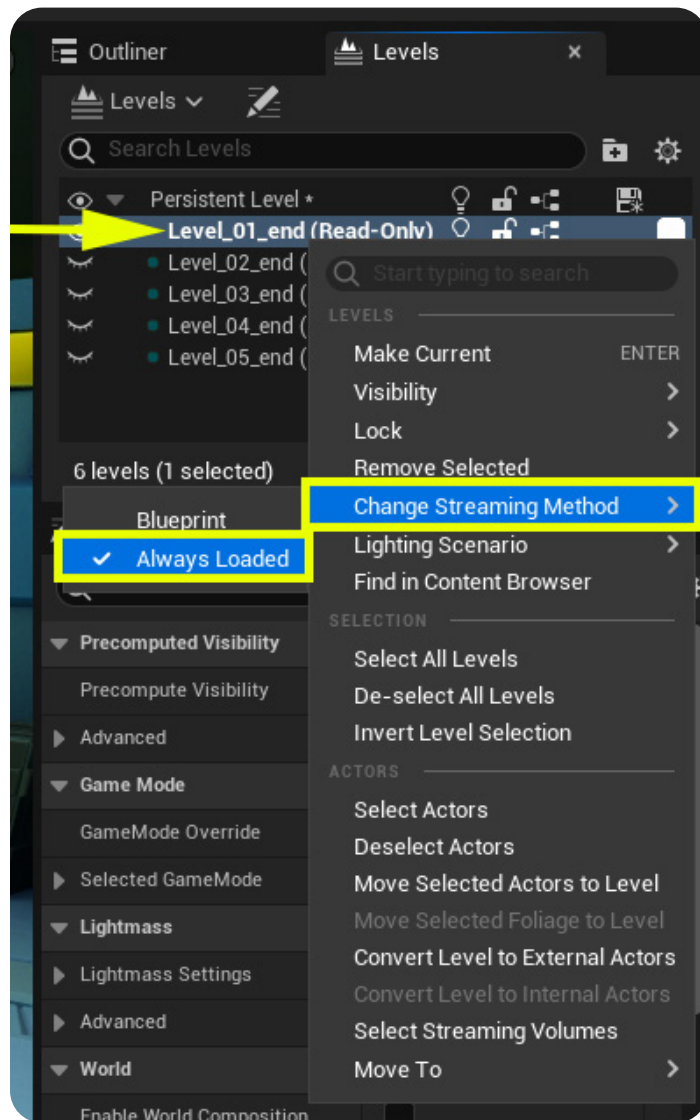 Outliner
Levels
Levels
Search Levels
Persistent Level *
Level_01_end (Read-Only)
Level_02_end (
Level_03_end (
Level_04_end (
Level_05_end (
6 levels (1 selected)
Start typing to search
LEVELS
Make Current ENTER
Visibility
Lock
Remove Selected
Change Streaming Method
Blueprint
Always Loaded
Lighting Scenario
Find in Content Browser
SELECTION
Select All Levels
De-select All Levels
Invert Level Selection
ACTORS
Select Actors
Deselect Actors
Move Selected Actors to Level
Move Selected Foliage to Level
Convert Level to External Actors
Convert Level to Internal Actors
Select Streaming Volumes
Move To
Precomputed Visibility
Precompute Visibility
Advanced
Game Mode
GameMode Override
Selected GameMode
Lightmass
Lightmass Settings
Advanced
World
Enable World Composition